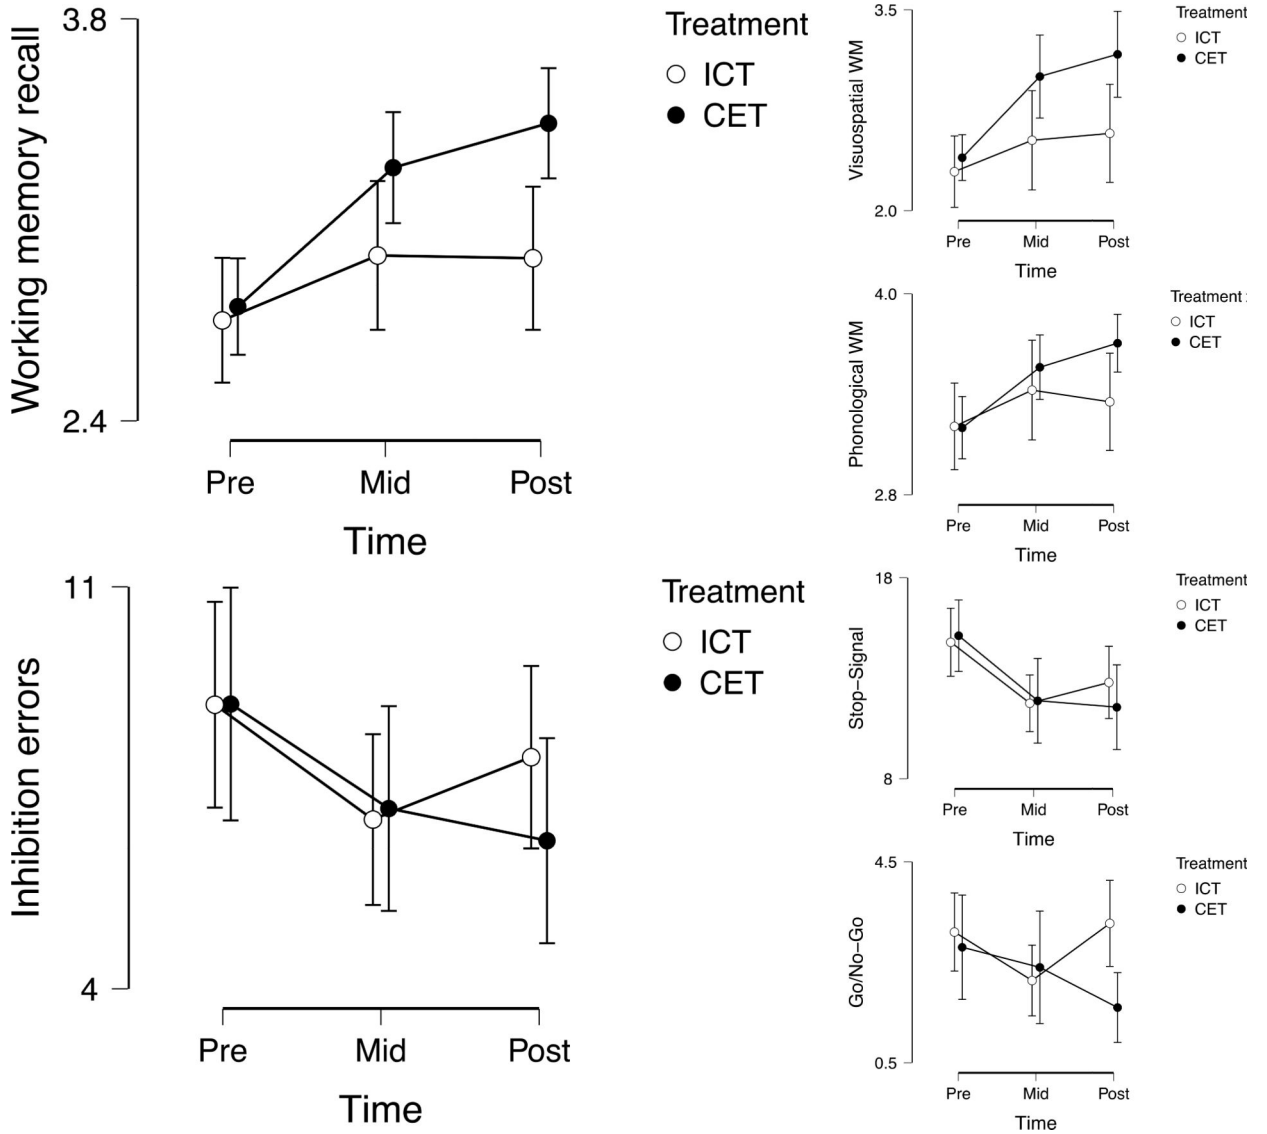 Working memory recall
3.8
2.4
Pre Mid Post
Time
Treatment
ICT
CET
Visuospatial WM
3.5
2.0
Pre Mid Post
Time
Treatment
ICT
CET
Phonological WM
4.0
2.8
Pre Mid Post
Time
Treatment :
ICT
CET
Inhibition errors
11
4
Pre Mid Post
Time
Treatment
ICT
CET
Stop–Signal
18
8
Pre Mid Post
Time
Treatment
ICT
CET
Go/No–Go
4.5
0.5
Pre Mid Post
Time
Treatment
ICT
CET